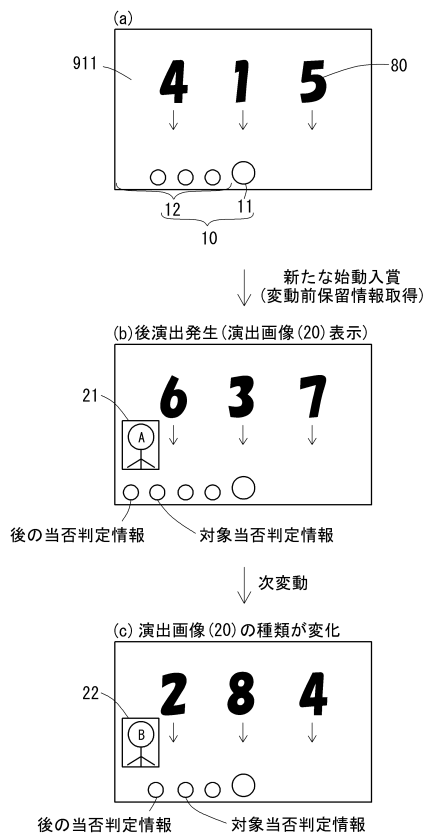 (a)
911
4 1 5
80
12
11
10
新たな始動入賞
(変動前保留情報取得)
(b)後演出発生(演出画像(20)表示)
21
6 3 7
A
後の当否判定情報
対象当否判定情報
次変動
(c) 演出画像(20)の種類が変化
22
2 8 4
B
後の当否判定情報
対象当否判定情報